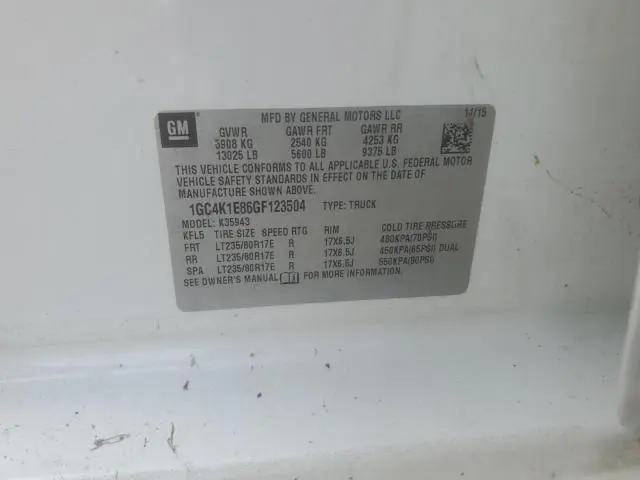 GM
MFD BY GENERAL MOTORS LLC 11/15
GVWR GAWR FRT GAWR RR
5908 KG 2540 KG 4253 KG
13025 LB 5600 LB 9375 LB
THIS VEHICLE CONFORMS TO ALL APPLICABLE U.S. FEDERAL MOTOR
VEHICLE SAFETY STANDARDS IN EFFECT ON THE DATE OF
MANUFACTURE SHOWN ABOVE.
1GC4K1E86GF123504 TYPE: TRUCK
MODEL: K35943
KFL5 TIRE SIZE SPEED RTG RIM COLD TIRE PRESSURE
FRT LT235/80R17E R 17X6.5J 480KPA(70PSI)
RR LT235/80R17E R 17X6.5J 450KPA(65PSI) DUAL
SPA LT235/80R17E R 17X6.5J 550KPA(80PSI)
SEE OWNER'S MANUAL FOR MORE INFORMATION.